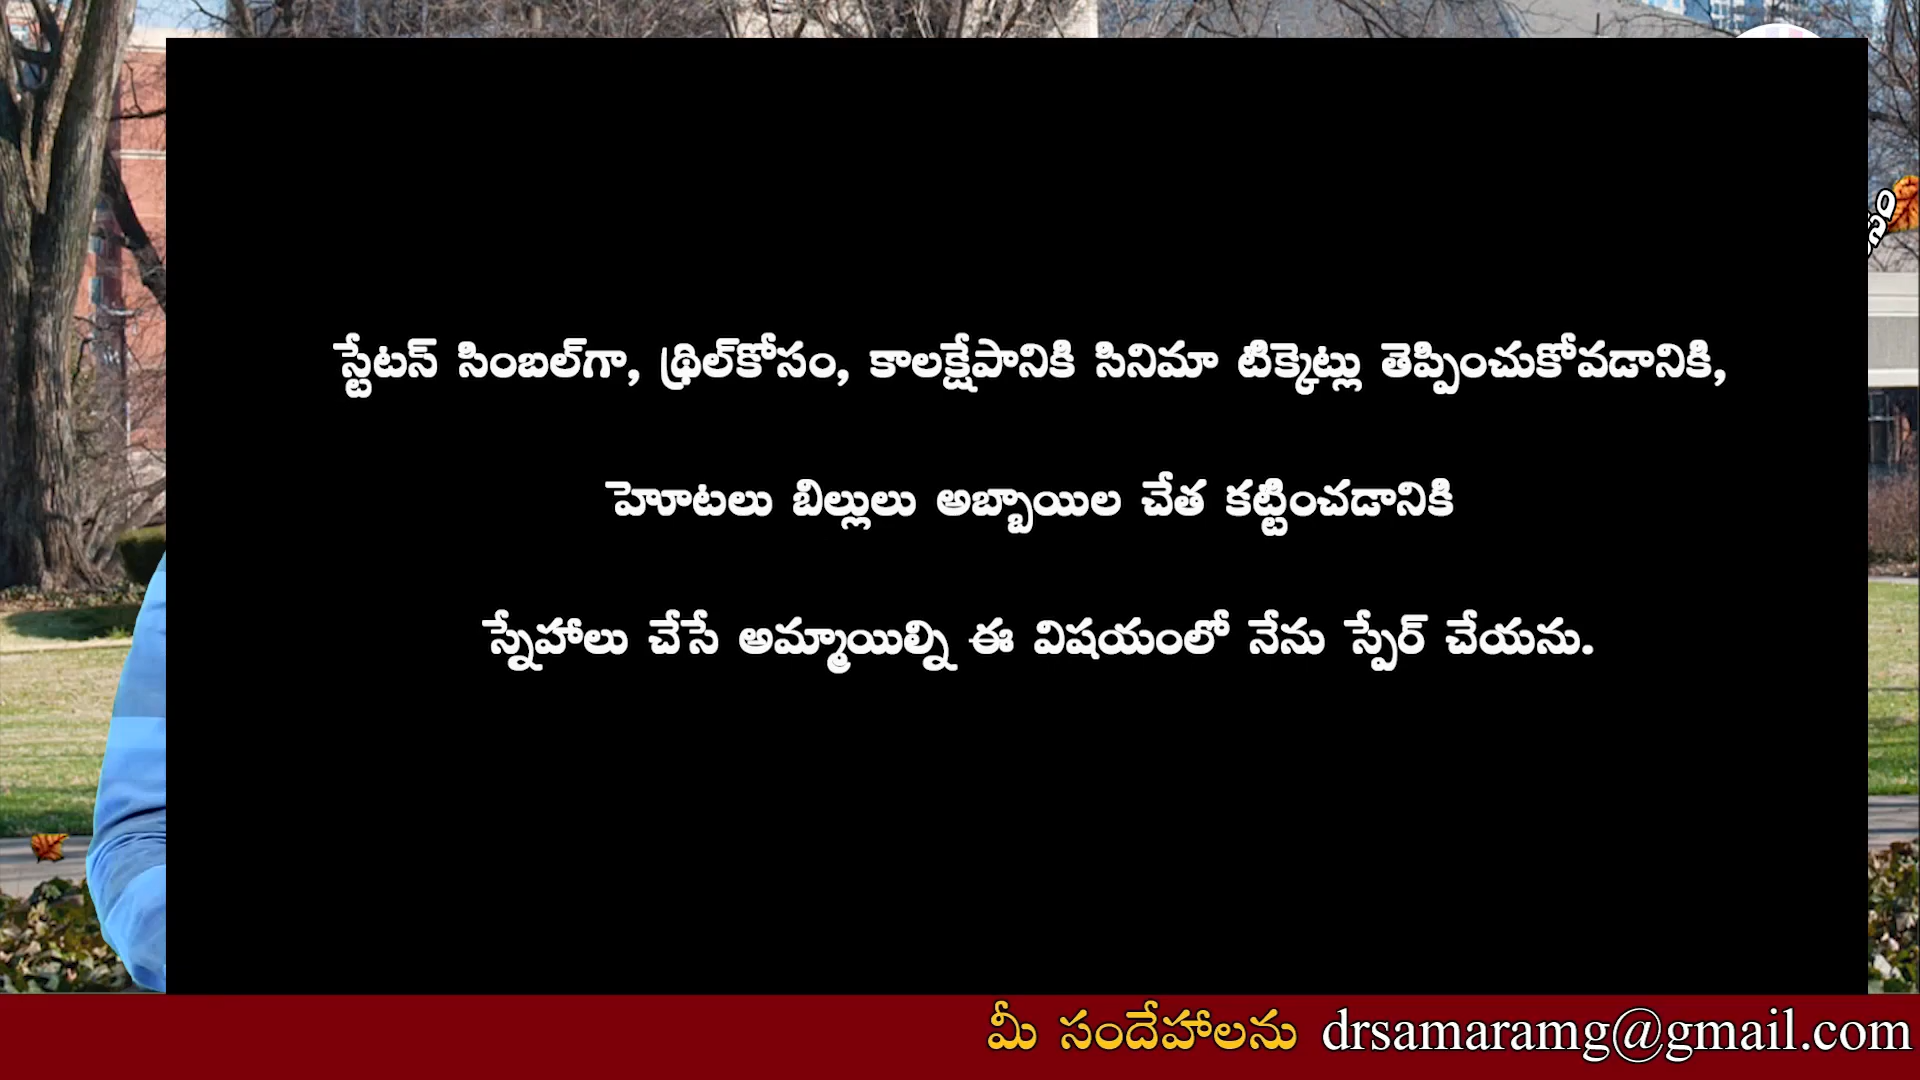 స్టేటస్ సింబల్‌గా, థ్రిల్‌కోసం, కాలక్షేపానికి సినిమా టిక్కెట్లు తెప్పించుకోవడానికి,
హెూటలు బిల్లులు అబ్బాయిల చేత కట్టించడానికి
స్నేహాలు చేసే అమ్మాయిల్ని ఈ విషయంలో నేను స్పేర్ చేయను.
మీ సందేహాలను drsamaramg@gmail.com